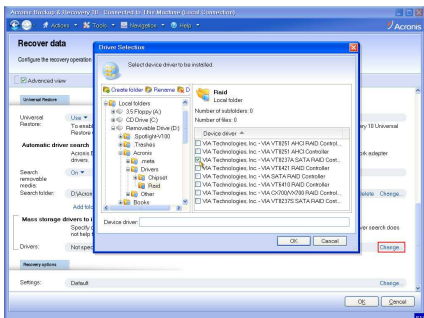 Acronis Backup & Recovery 10 - Connected to This Machine (Local Connection)
Actions Tools Navigation Help
Acronis
Recover data
Configure the recovery operation
Advanced view
Universal Restore
Universal Restore:
Use
To enabl
Restore
ery 10 Universal
Automatic driver search
Acronis B
drivers.
ork adapter
Search removable media:
On
Search folder:
D:\Acron
Delete Change...
Add fold
Mass storage drivers to i
Specify
not help
ver search does
Drivers:
Not spec
Change...
Recovery options
Settings:
Default
Change...
OK
Cancel
Driver Selection
Select device driver to be installed.
Create folder Rename D
Local folders
3.5 Floppy (A:)
CD Drive (C:)
Removable Drive (D:)
Spotlight-V100
.Trashes
Acronis
.meta
Drivers
Chipset
Raid
Other
Books
Raid
Local folder
Number of subfolders: 0
Number of files: 0
Device driver
VIA Technologies, Inc. - VIA VT8251 AHCI RAID Contr...
VIA Technologies, Inc. - VIA VT8251 AHCI Controller
VIA Technologies, Inc. - VIA VT8237A SATA RAID Cont...
VIA Technologies, Inc. - VIA VT6421 RAID Controller
VIA Technologies, Inc. - VIA SATA RAID Controller
VIA Technologies, Inc. - VIA VT6410 RAID Controller
VIA Technologies, Inc. - VIA CX700/VX700 RAID Control...
VIA Technologies, Inc. - VIA VT8237S SATA RAID Cont...
Device driver:
OK
Cancel